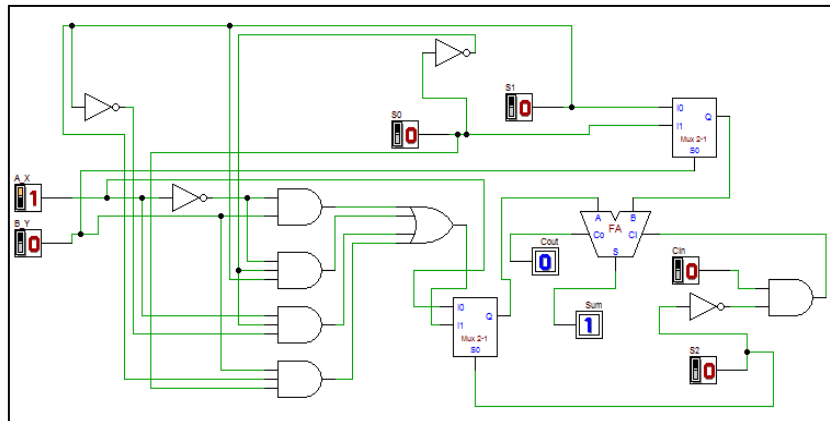 S1
0
S0
0
I0
Q
I1
Mux 2-1
S0
A_X
1
B_Y
0
A
B
FA
Co
CI
S
Cout
0
Cin
0
Sum
1
I0
Q
I1
Mux 2-1
S0
S2
0